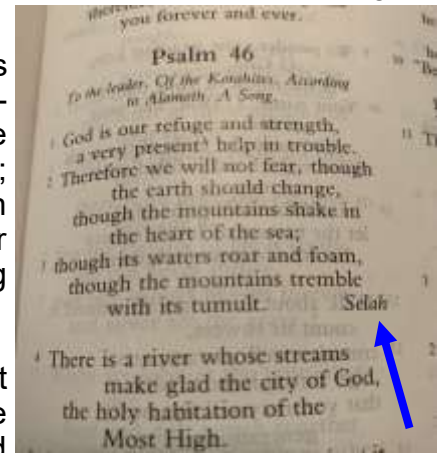 you forever and ever.
Psalm 46
To the leader. Of the Korahites. According
to Alamoth. A Song.
1 God is our refuge and strength,
a very present help in trouble.
2 Therefore we will not fear, though
the earth should change,
though the mountains shake in
the heart of the sea;
3 though its waters roar and foam,
though the mountains tremble
with its tumult. Selah
4 There is a river whose streams
make glad the city of God,
the holy habitation of the
Most High.